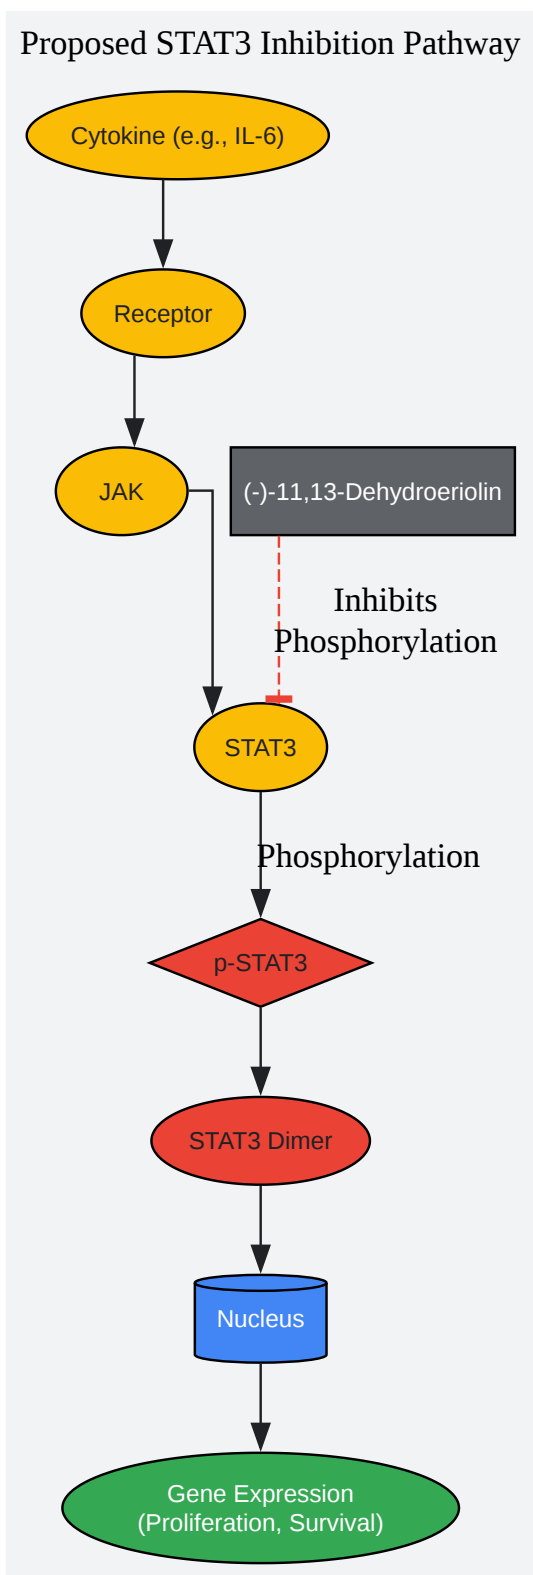 Proposed STAT3 Inhibition Pathway
Cytokine (e.g., IL-6)
Receptor
JAK
(-)-11,13-Dehydroeriolin
Inhibits
Phosphorylation
STAT3
Phosphorylation
p-STAT3
STAT3 Dimer
Nucleus
Gene Expression
(Proliferation, Survival)